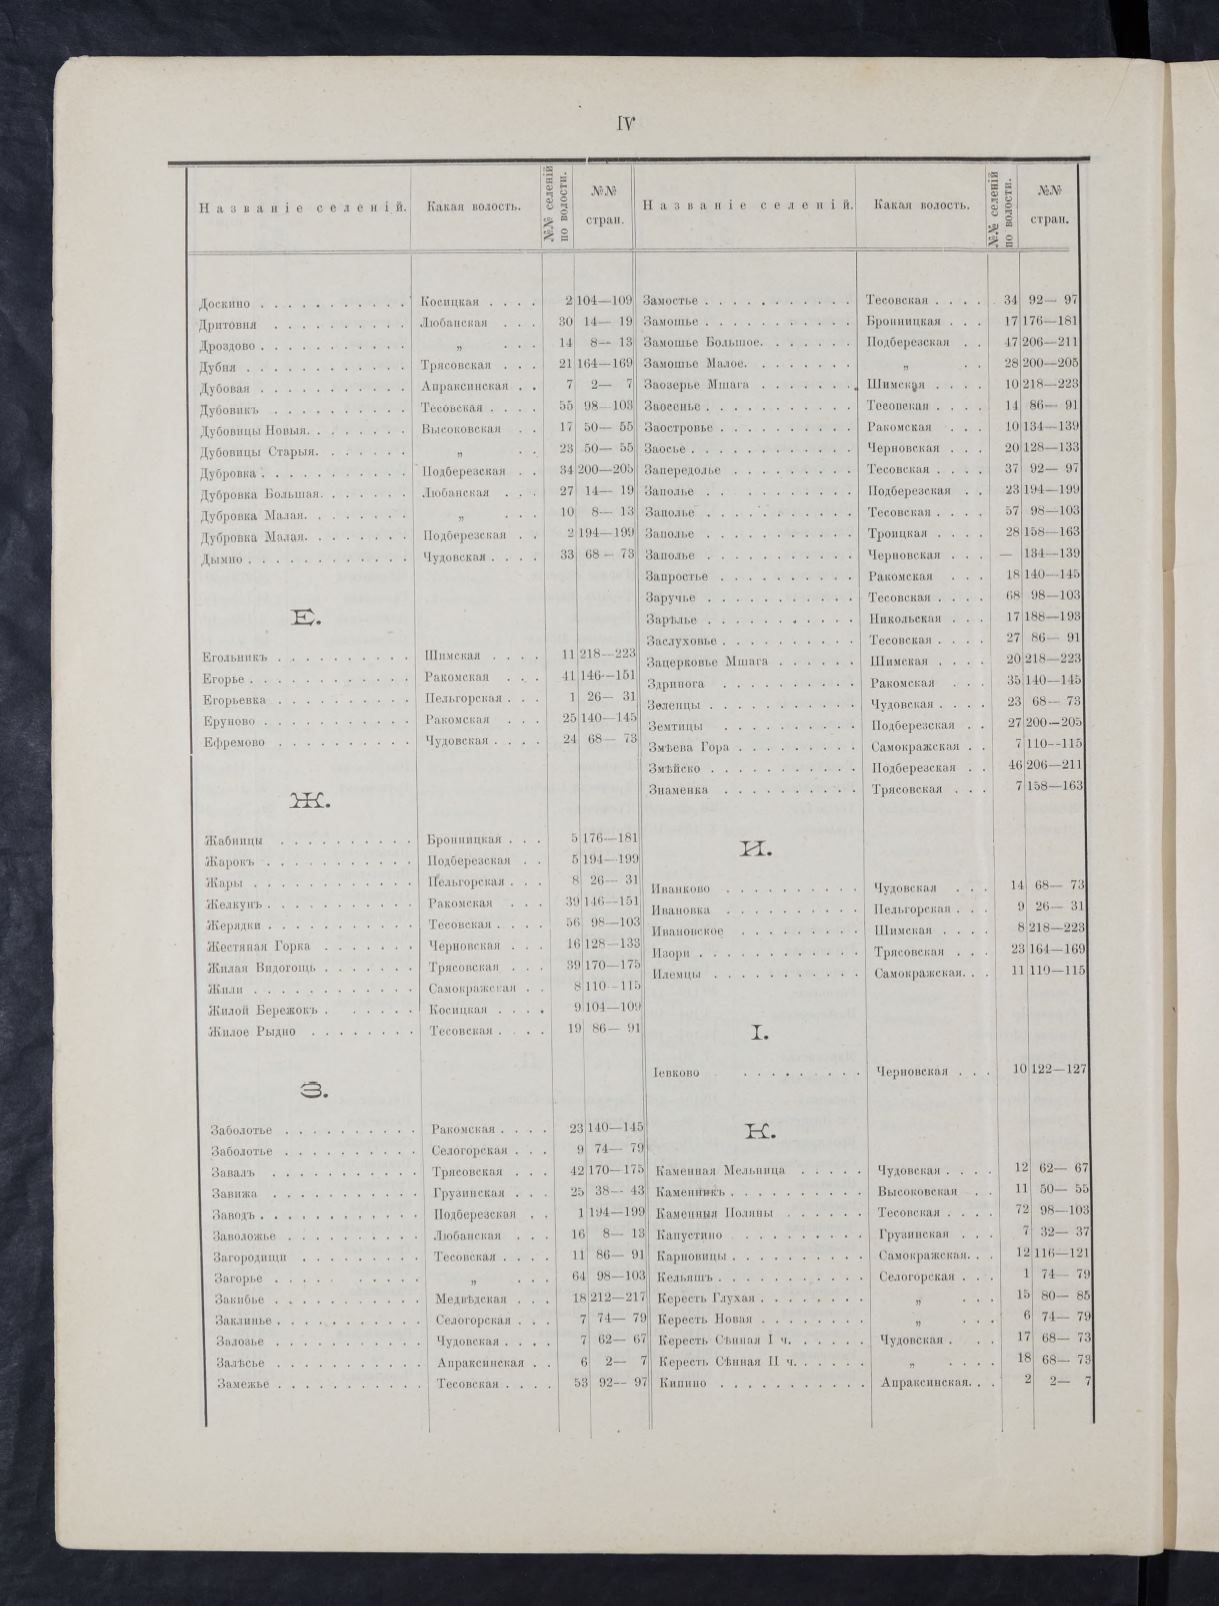 IV
Названіе селеній. Какая волость. №№ селеній по волости. №№ стран.
Доскино . . . . . . . . . . . Косицкая . . . . 2 104—109
Дритовня . . . . . . . . . . Любанская . . . 30 14— 19
Дроздово . . . . . . . . . . . „ . . . 14 8— 13
Дубня . . . . . . . . . . . . Трясовская . . . 21 164—169
Дубовая . . . . . . . . . . . Апраксинская . . 7 2— 7
Дубовикъ . . . . . . . . . . Тесовская . . . . 55 98—103
Дубовицы Новыя. . . . . . . . Высоковская . . 17 50— 55
Дубовицы Старыя. . . . . . . „ . . 23 50— 55
Дубровка . . . . . . . . . . . Подберезская . . 34 200—205
Дубровка Большая. . . . . . . Любанская . . . 27 14— 19
Дубровка Малая. . . . . . . . „ . . . 10 8— 13
Дубровка Малая. . . . . . . . Подберезская . . 2 194—199
Дымно . . . . . . . . . . . . Чудовская . . . . 33 68— 73
Е.
Егольникъ . . . . . . . . . . Шимская . . . . 11 218—223
Егорье . . . . . . . . . . . . Ракомская . . . 41 146—151
Егорьевка . . . . . . . . . . Пельгорская . . . 1 26— 31
Еруново . . . . . . . . . . . Ракомская . . . 25 140—145
Ефремово . . . . . . . . . . Чудовская . . . . 24 68— 73
Ж.
Жабницы . . . . . . . . . . Бронницкая . . . 5 176—181
Жарокъ . . . . . . . . . . . Подберезская . . 5 194—199
Жары . . . . . . . . . . . . Пельгорская . . . 8 26— 31
Желкунъ . . . . . . . . . . . Ракомская . . . 39 146—151
Жерядки . . . . . . . . . . . Тесовская . . . . 56 98—103
Жестяная Горка . . . . . . . Черновская . . . 16 128—133
Жилая Видогощь . . . . . . . Трясовская . . . 39 170—175
Жили . . . . . . . . . . . . Самокражская . . 8 110—115
Жилой Бережокъ . . . . . . Косицкая . . . . 9 104—109
Жилое Рыдно . . . . . . . . Тесовская . . . . 19 86— 91
З.
Заболотье . . . . . . . . . . Ракомская . . . . 23 140—145
Заболотье . . . . . . . . . . Селогорская . . . 9 74— 79
Завалъ . . . . . . . . . . . Трясовская . . . 42 170—175
Завижа . . . . . . . . . . . Грузинская . . . 25 38— 43
Заводъ . . . . . . . . . . . . Подберезская . . 1 194—199
Заволожье . . . . . . . . . . Любанская . . . 16 8— 13
Загородищи . . . . . . . . . Тесовская . . . . 11 86— 91
Загорье . . . . . . . . . . . „ . . . 64 98—103
Закибье . . . . . . . . . . . Медвѣдская . . . 18 212—217
Заклинье . . . . . . . . . . . Селогорская . . . 7 74— 79
Залозье . . . . . . . . . . . Чудовская . . . . 7 62— 67
Залѣсье . . . . . . . . . . . Апраксинская . . 6 2— 7
Замежье . . . . . . . . . . . Тесовская . . . . 53 92— 97
Названіе селеній. Какая волость. №№ селеній по волости. №№ стран.
Замостье . . . . . . . . . . . Тесовская . . . . 34 92— 97
Замошье . . . . . . . . . . . Бронницкая . . . 17 176—181
Замошье Большое. . . . . . . Подберезская . . 47 206—211
Замошье Малое. . . . . . . . „ . . 28 200—205
Заозерье Мшага . . . . . . . Шимская . . . . 10 218—223
Заосенье . . . . . . . . . . . Тесовская . . . . 14 86— 91
Заостровье . . . . . . . . . . Ракомская . . . 10 134—139
Заосье . . . . . . . . . . . . Черновская . . . 20 128—133
Запередолье . . . . . . . . . Тесовская . . . . 37 92— 97
Заполье . . . . . . . . . . . Подберезская . . 23 194—199
Заполье . . . . . . . . . . . Тесовская . . . . 57 98—103
Заполье . . . . . . . . . . . Троицкая . . . . 28 158—163
Заполье . . . . . . . . . . . Черновская . . . — 134—139
Запростье . . . . . . . . . . Ракомская . . . 18 140—145
Заручье . . . . . . . . . . . Тесовская . . . . 68 98—103
Зарѣлье . . . . . . . . . . . Никольская . . . 17 188—193
Заслуховье . . . . . . . . . . Тесовская . . . . 27 86— 91
Зацерковье Мшага . . . . . . Шимская . . . . 20 218—223
Здринога . . . . . . . . . . Ракомская . . . 35 140—145
Зеленцы . . . . . . . . . . . Чудовская . . . . 23 68— 73
Земтицы . . . . . . . . . . Подберезская . . 27 200—205
Змѣева Гора . . . . . . . . . Самокражская . . 7 110—115
Змѣйско . . . . . . . . . . . Подберезская . . 46 206—211
Знаменка . . . . . . . . . . Трясовская . . . 7 158—163
И.
Иванково . . . . . . . . . . Чудовская . . . 14 68— 73
Ивановка . . . . . . . . . . Пельгорская . . . 9 26— 31
Ивановское . . . . . . . . . Шимская . . . . 8 218—223
Изори . . . . . . . . . . . . Трясовская . . . 23 164—169
Илемцы . . . . . . . . . . . Самокражская. . . 11 110—115
І.
Іевково . . . . . . . . . Черновская . . . 10 122—127
К.
Каменная Мельница . . . . . Чудовская . . . . 12 62— 67
Каменникъ . . . . . . . . . . Высоковская . . 11 50— 55
Каменныя Поляны . . . . . . Тесовская . . . . 72 98—103
Капустино . . . . . . . . . Грузинская . . . 7 32— 37
Карповицы . . . . . . . . . . Самокражская. . . 12 116—121
Кельяшъ . . . . . . . . . . . Селогорская . . . 1 74— 79
Кересть Глухая . . . . . . . . „ . . . 15 80— 85
Кересть Новая . . . . . . . . „ . . . 6 74— 79
Кересть Сѣнная I ч. . . . . . Чудовская . . . 17 68— 73
Кересть Сѣнная II ч. . . . . . „ . . . . 18 68— 73
Кипино . . . . . . . . . . . Апраксинская. . . 2 2— 7